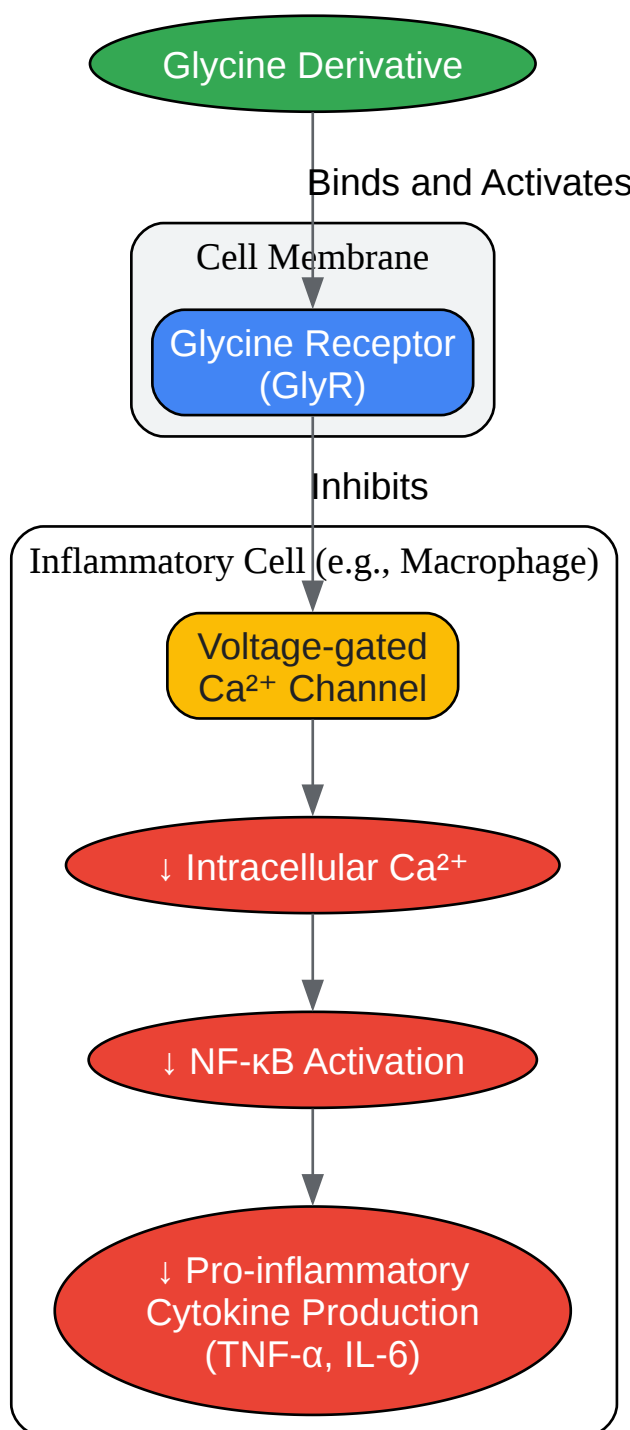 Glycine Derivative
Binds and Activates
Cell Membrane
Glycine Receptor
(GlyR)
Inhibits
Inflammatory Cell (e.g., Macrophage)
Voltage-gated
Ca²⁺ Channel
↓ Intracellular Ca²⁺
↓ NF-κB Activation
↓ Pro-inflammatory
Cytokine Production
(TNF-α, IL-6)